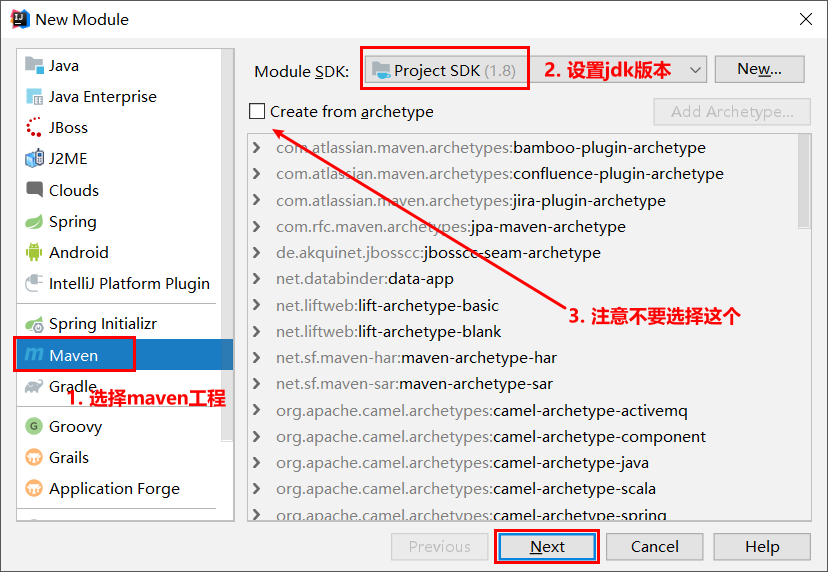 New Module
Java
Java Enterprise
JBoss
J2ME
Clouds
Spring
Android
IntelliJ Platform Plugin
Spring Initializr
Maven
Gradle
1. 选择maven工程
Groovy
Grails
Application Forge
Module SDK:
Project SDK (1.8)
2. 设置jdk版本
New...
Create from archetype
Add Archetype...
com.atlassian.maven.archetypes:bamboo-plugin-archetype
com.atlassian.maven.archetypes:confluence-plugin-archetype
com.atlassian.maven.archetypes:jira-plugin-archetype
com.rfc.maven.archetypes:jpa-maven-archetype
de.akquinet.jbosscc:jbosscc-seam-archetype
net.databinder:data-app
net.liftweb:lift-archetype-basic
3. 注意不要选择这个
net.liftweb:lift-archetype-blank
net.sf.maven-har:maven-archetype-har
net.sf.maven-sar:maven-archetype-sar
org.apache.camel.archetypes:camel-archetype-activemq
org.apache.camel.archetypes:camel-archetype-component
org.apache.camel.archetypes:camel-archetype-java
org.apache.camel.archetypes:camel-archetype-scala
org.apache.camel.archetypes:camel-archetype-spring
Previous
Next
Cancel
Help